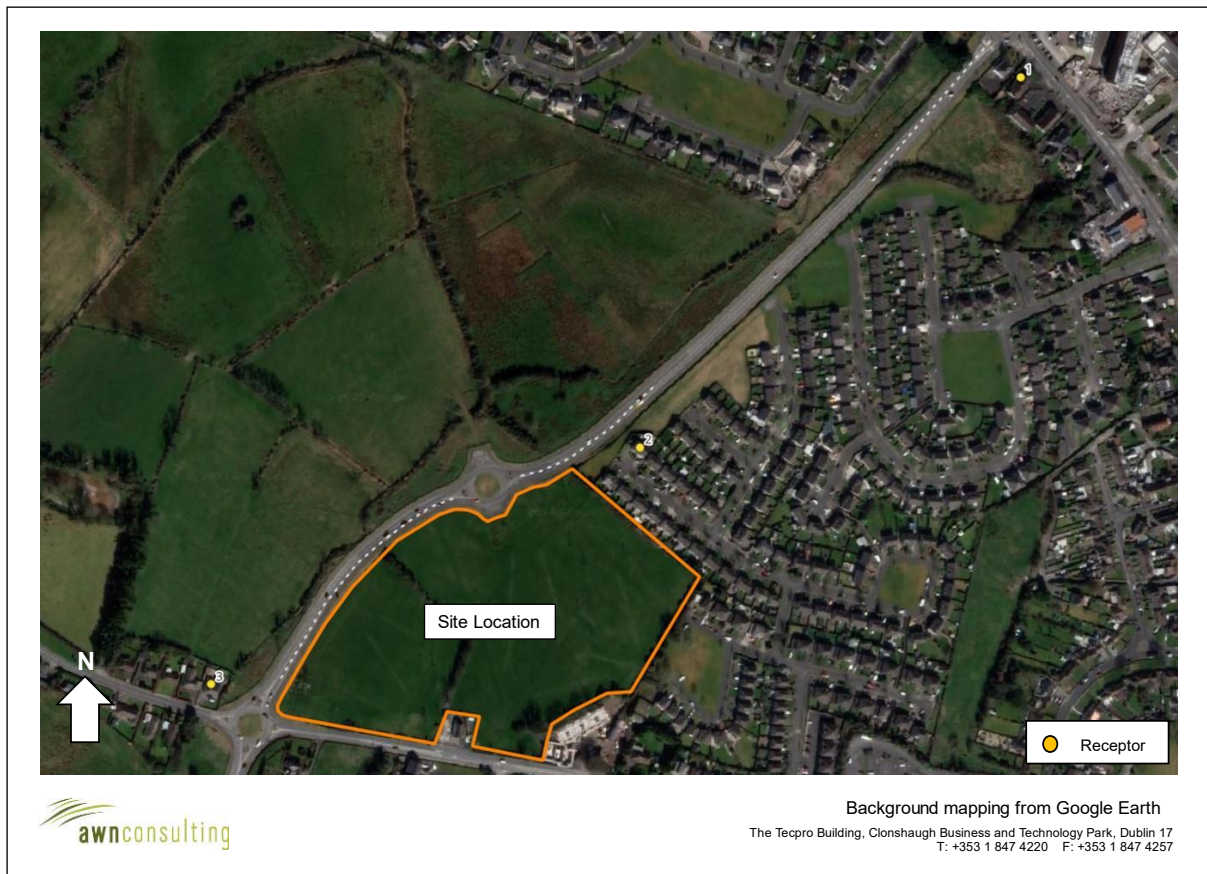 1
2
Site Location
3
N
Receptor
awnconsulting
Background mapping from Google Earth
The Tecpro Building, Clonshaugh Business and Technology Park, Dublin 17
T: +353 1 847 4220 F: +353 1 847 4257